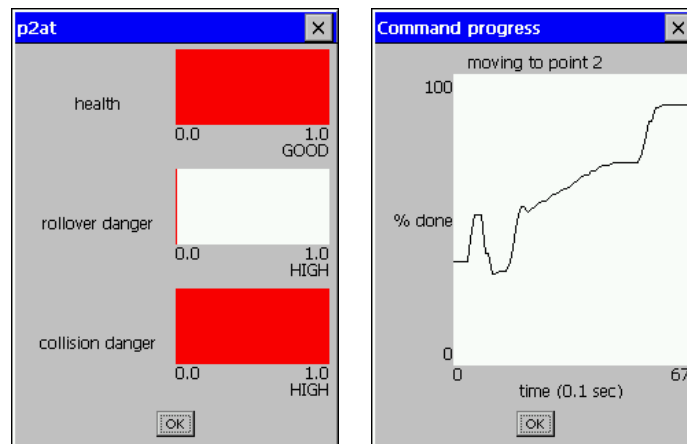 p2at
health
0.0 1.0
GOOD
rollover danger
0.0 1.0
HIGH
collision danger
0.0 1.0
HIGH
OK
Command progress
moving to point 2
100
% done
0
0 67
time (0.1 sec)
OK